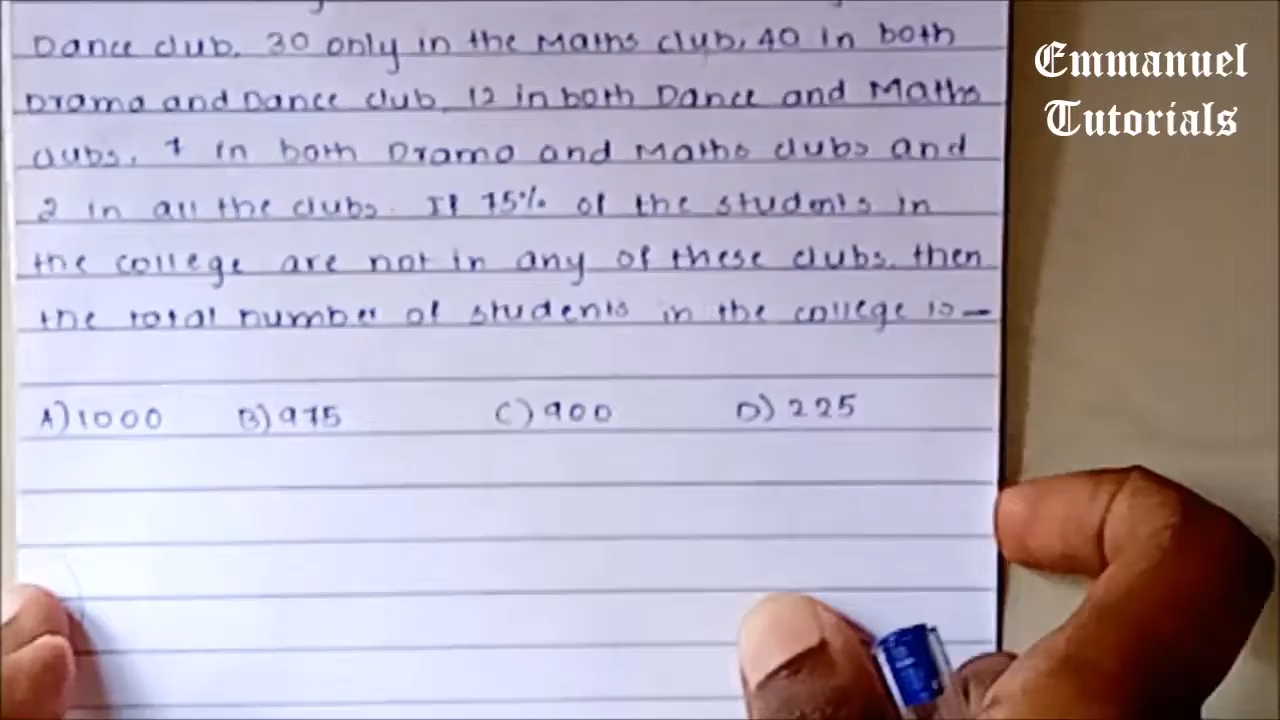 Dance club. 30 only in the Maths club, 40 in both
Drama and Dance club, 12 in both Dance and Maths
clubs, 7 in both Drama and Maths clubs and
2 in all the clubs. If 75% of the students in
the college are not in any of these clubs, then
the total number of students in the college is—
A) 1000 B) 975 C) 900 D) 225
Emmanuel
Tutorials